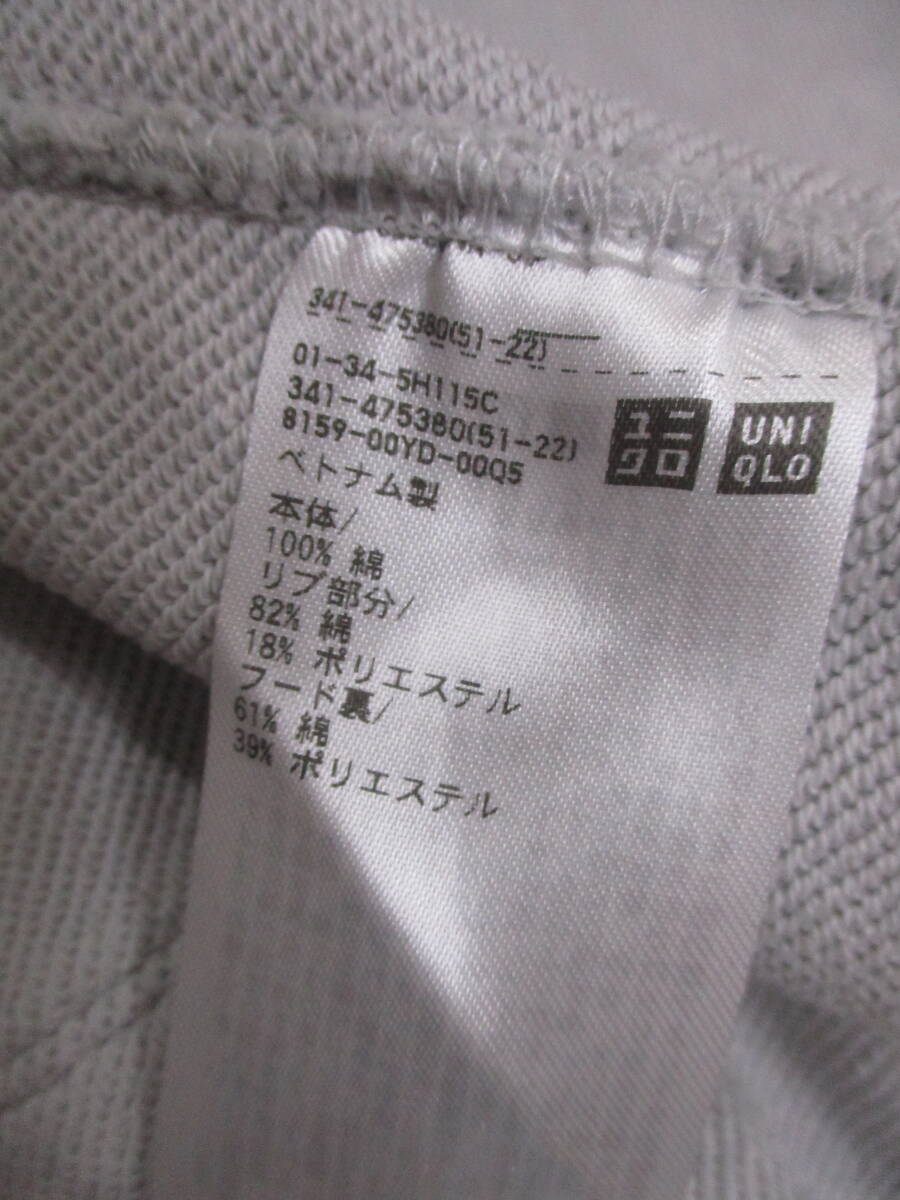 341-475380(51-22)
01-34-5H115C
341-475380(51-22)
8159-00YD-00Q5
ベトナム製
本体/
100% 綿
リブ部分/
82% 綿
18% ポリエステル
フード裏/
61% 綿
39% ポリエステル
ユニ
クロ
UNI
QLO